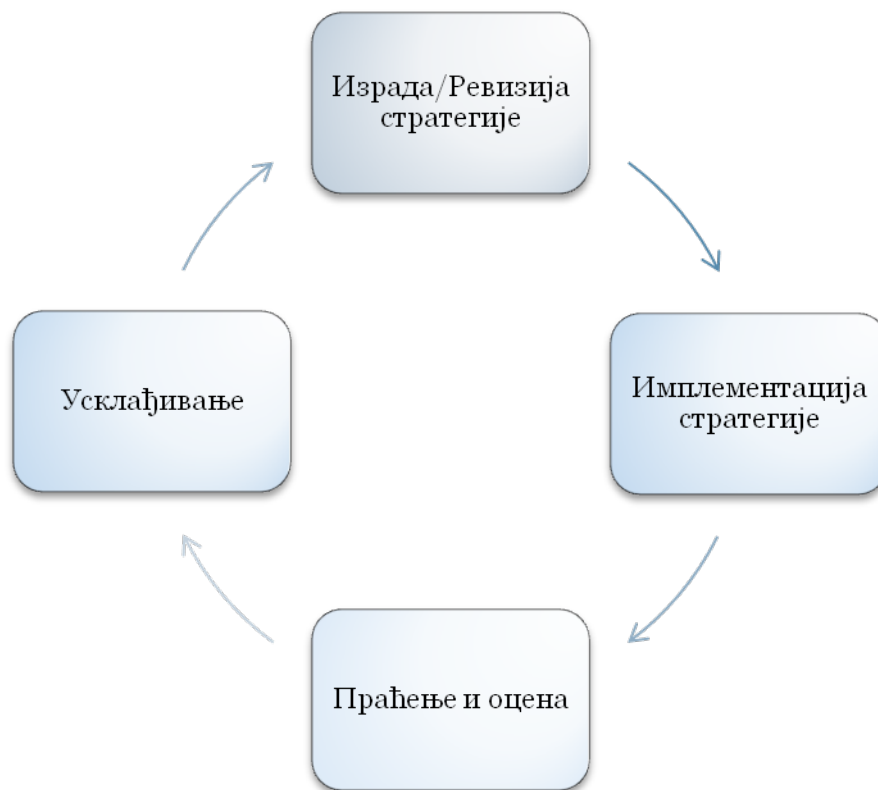 Израда/Ревизија
стратегије
Усклађивање
Имплементација
стратегије
Праћење и оцена